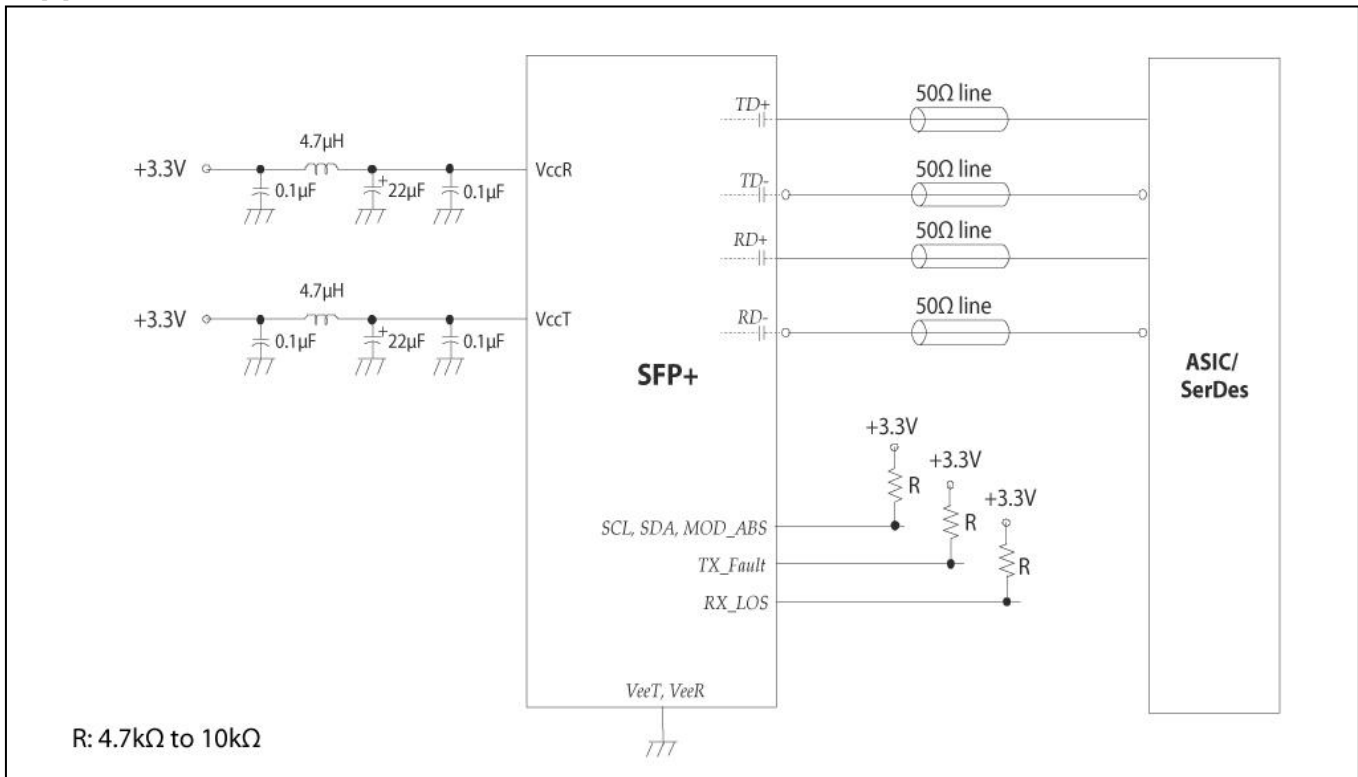 +3.3V
4.7µH
0.1µF
+
22µF
0.1µF
VccR
+3.3V
4.7µH
0.1µF
+
22µF
0.1µF
VccT
SFP+
TD+
50Ω line
TD-
50Ω line
RD+
50Ω line
RD-
50Ω line
ASIC/
SerDes
+3.3V
R
+3.3V
R
+3.3V
R
SCL, SDA, MOD_ABS
TX_Fault
RX_LOS
VeeT, VeeR
R: 4.7kΩ to 10kΩ